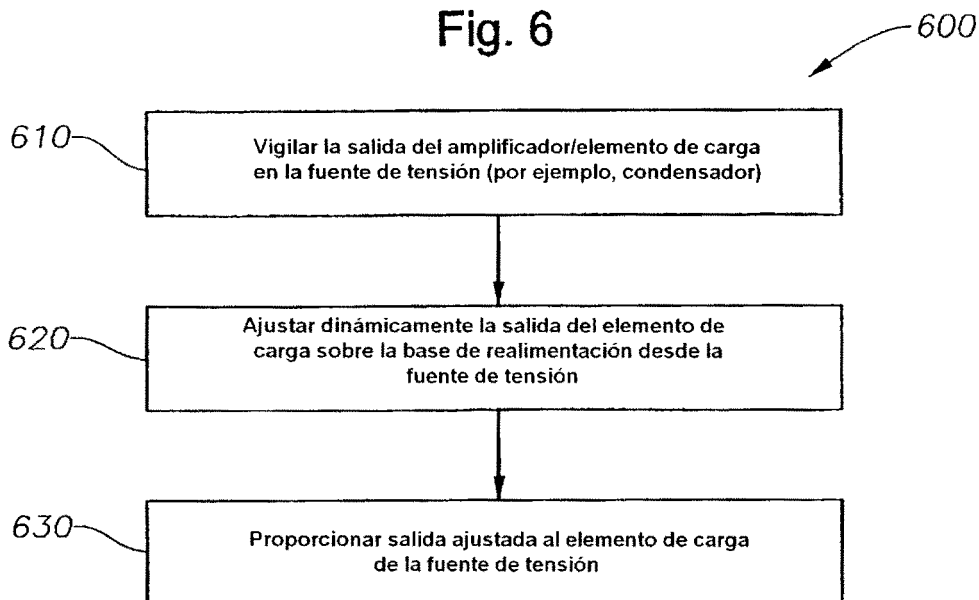 Fig. 6
600
610
Vigilar la salida del amplificador/elemento de carga
en la fuente de tensión (por ejemplo, condensador)
620
Ajustar dinámicamente la salida del elemento de
carga sobre la base de realimentación desde la
fuente de tensión
630
Proporcionar salida ajustada al elemento de carga
de la fuente de tensión